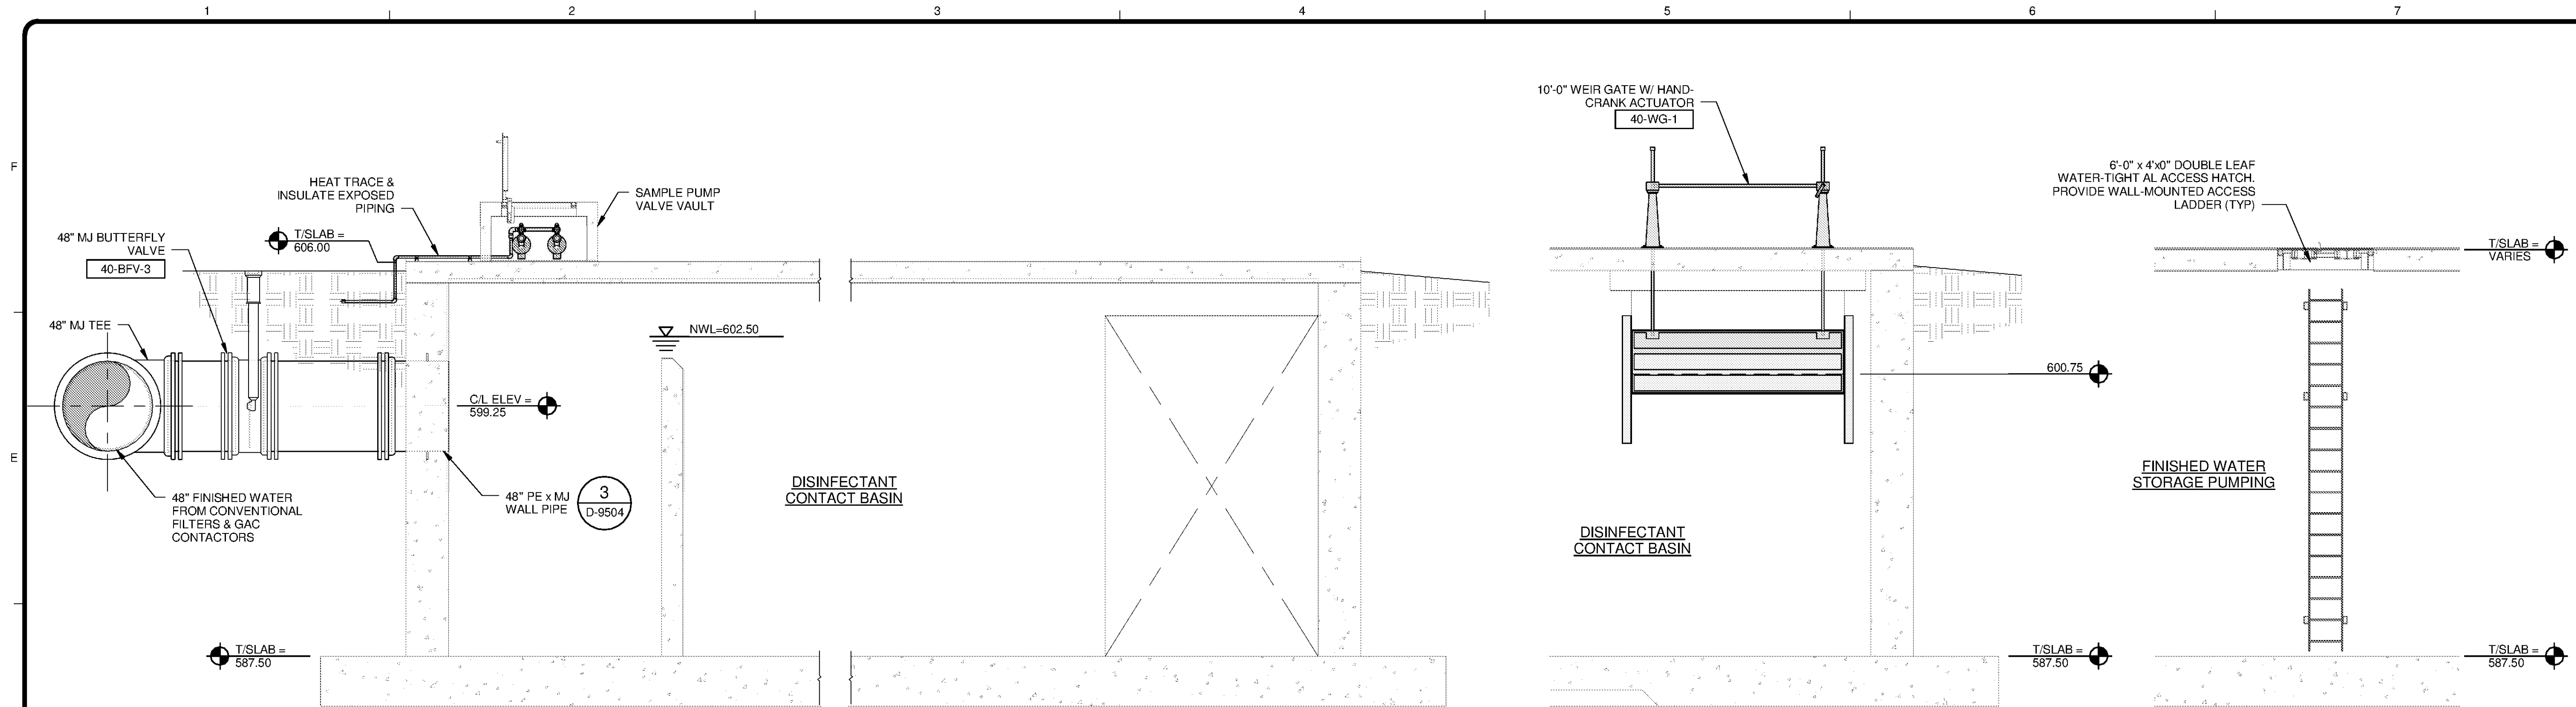 1
2
3
4
5
6
7
F
E
10'-0" WEIR GATE W/ HAND-
CRANK ACTUATOR
40-WG-1
HEAT TRACE &
INSULATE EXPOSED
PIPING
SAMPLE PUMP
VALVE VAULT
6'-0" x 4'x0" DOUBLE LEAF
WATER-TIGHT AL ACCESS HATCH.
PROVIDE WALL-MOUNTED ACCESS
LADDER (TYP)
T/SLAB =
606.00
48" MJ BUTTERFLY
VALVE
40-BFV-3
T/SLAB =
VARIES
48" MJ TEE
NWL=602.50
600.75
C/L ELEV =
599.25
48" FINISHED WATER
FROM CONVENTIONAL
FILTERS & GAC
CONTACTORS
48" PE x MJ
WALL PIPE
3
D-9504
DISINFECTANT
CONTACT BASIN
DISINFECTANT
CONTACT BASIN
FINISHED WATER
STORAGE PUMPING
T/SLAB =
587.50
T/SLAB =
587.50
T/SLAB =
587.50